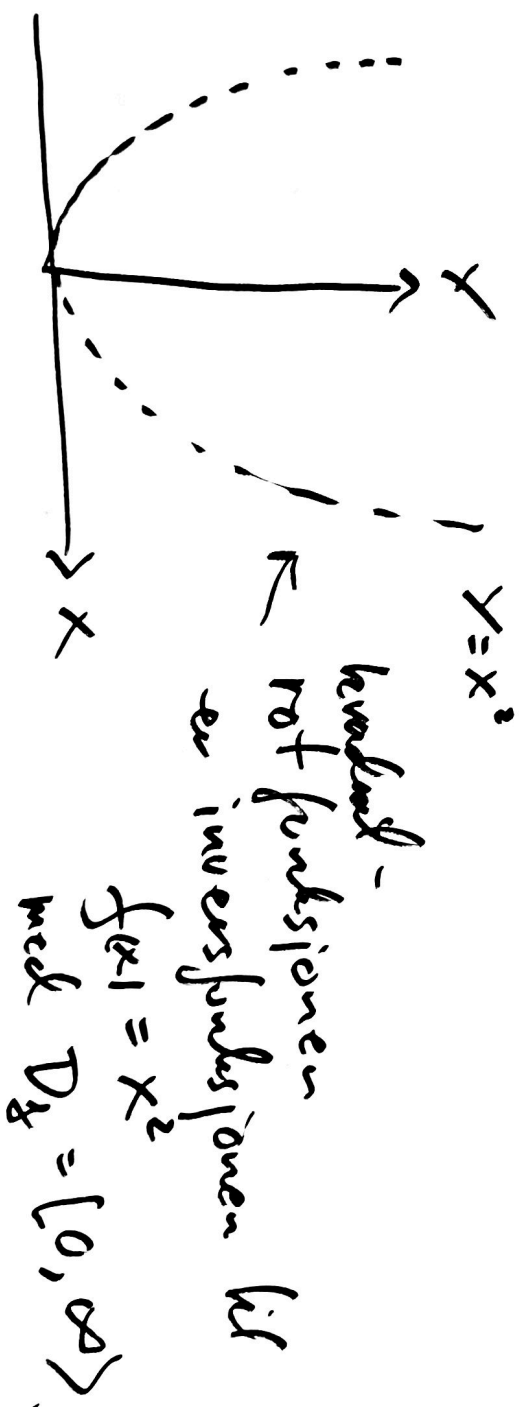 y
y = x²
x
kvadrat-
rot funksjonen
er inversfunksjonen til
f(x) = x²
med D_f = [0, ∞⟩